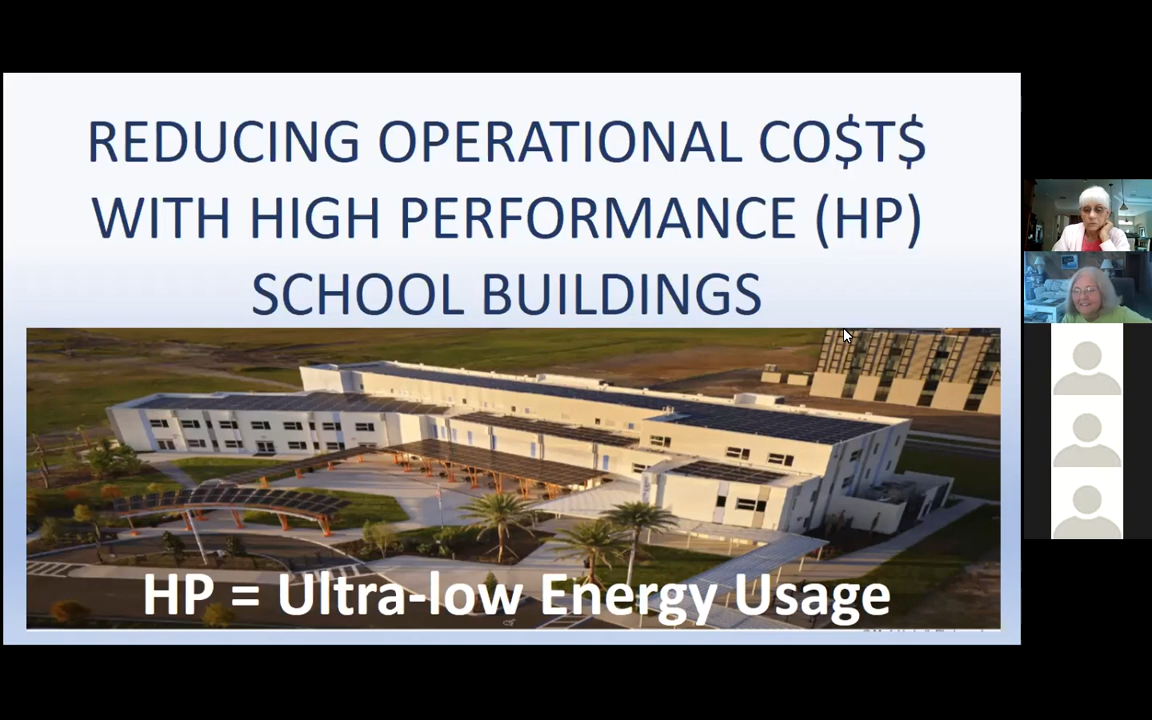 REDUCING OPERATIONAL CO$T$
WITH HIGH PERFORMANCE (HP)
SCHOOL BUILDINGS
HP = Ultra-low Energy Usage